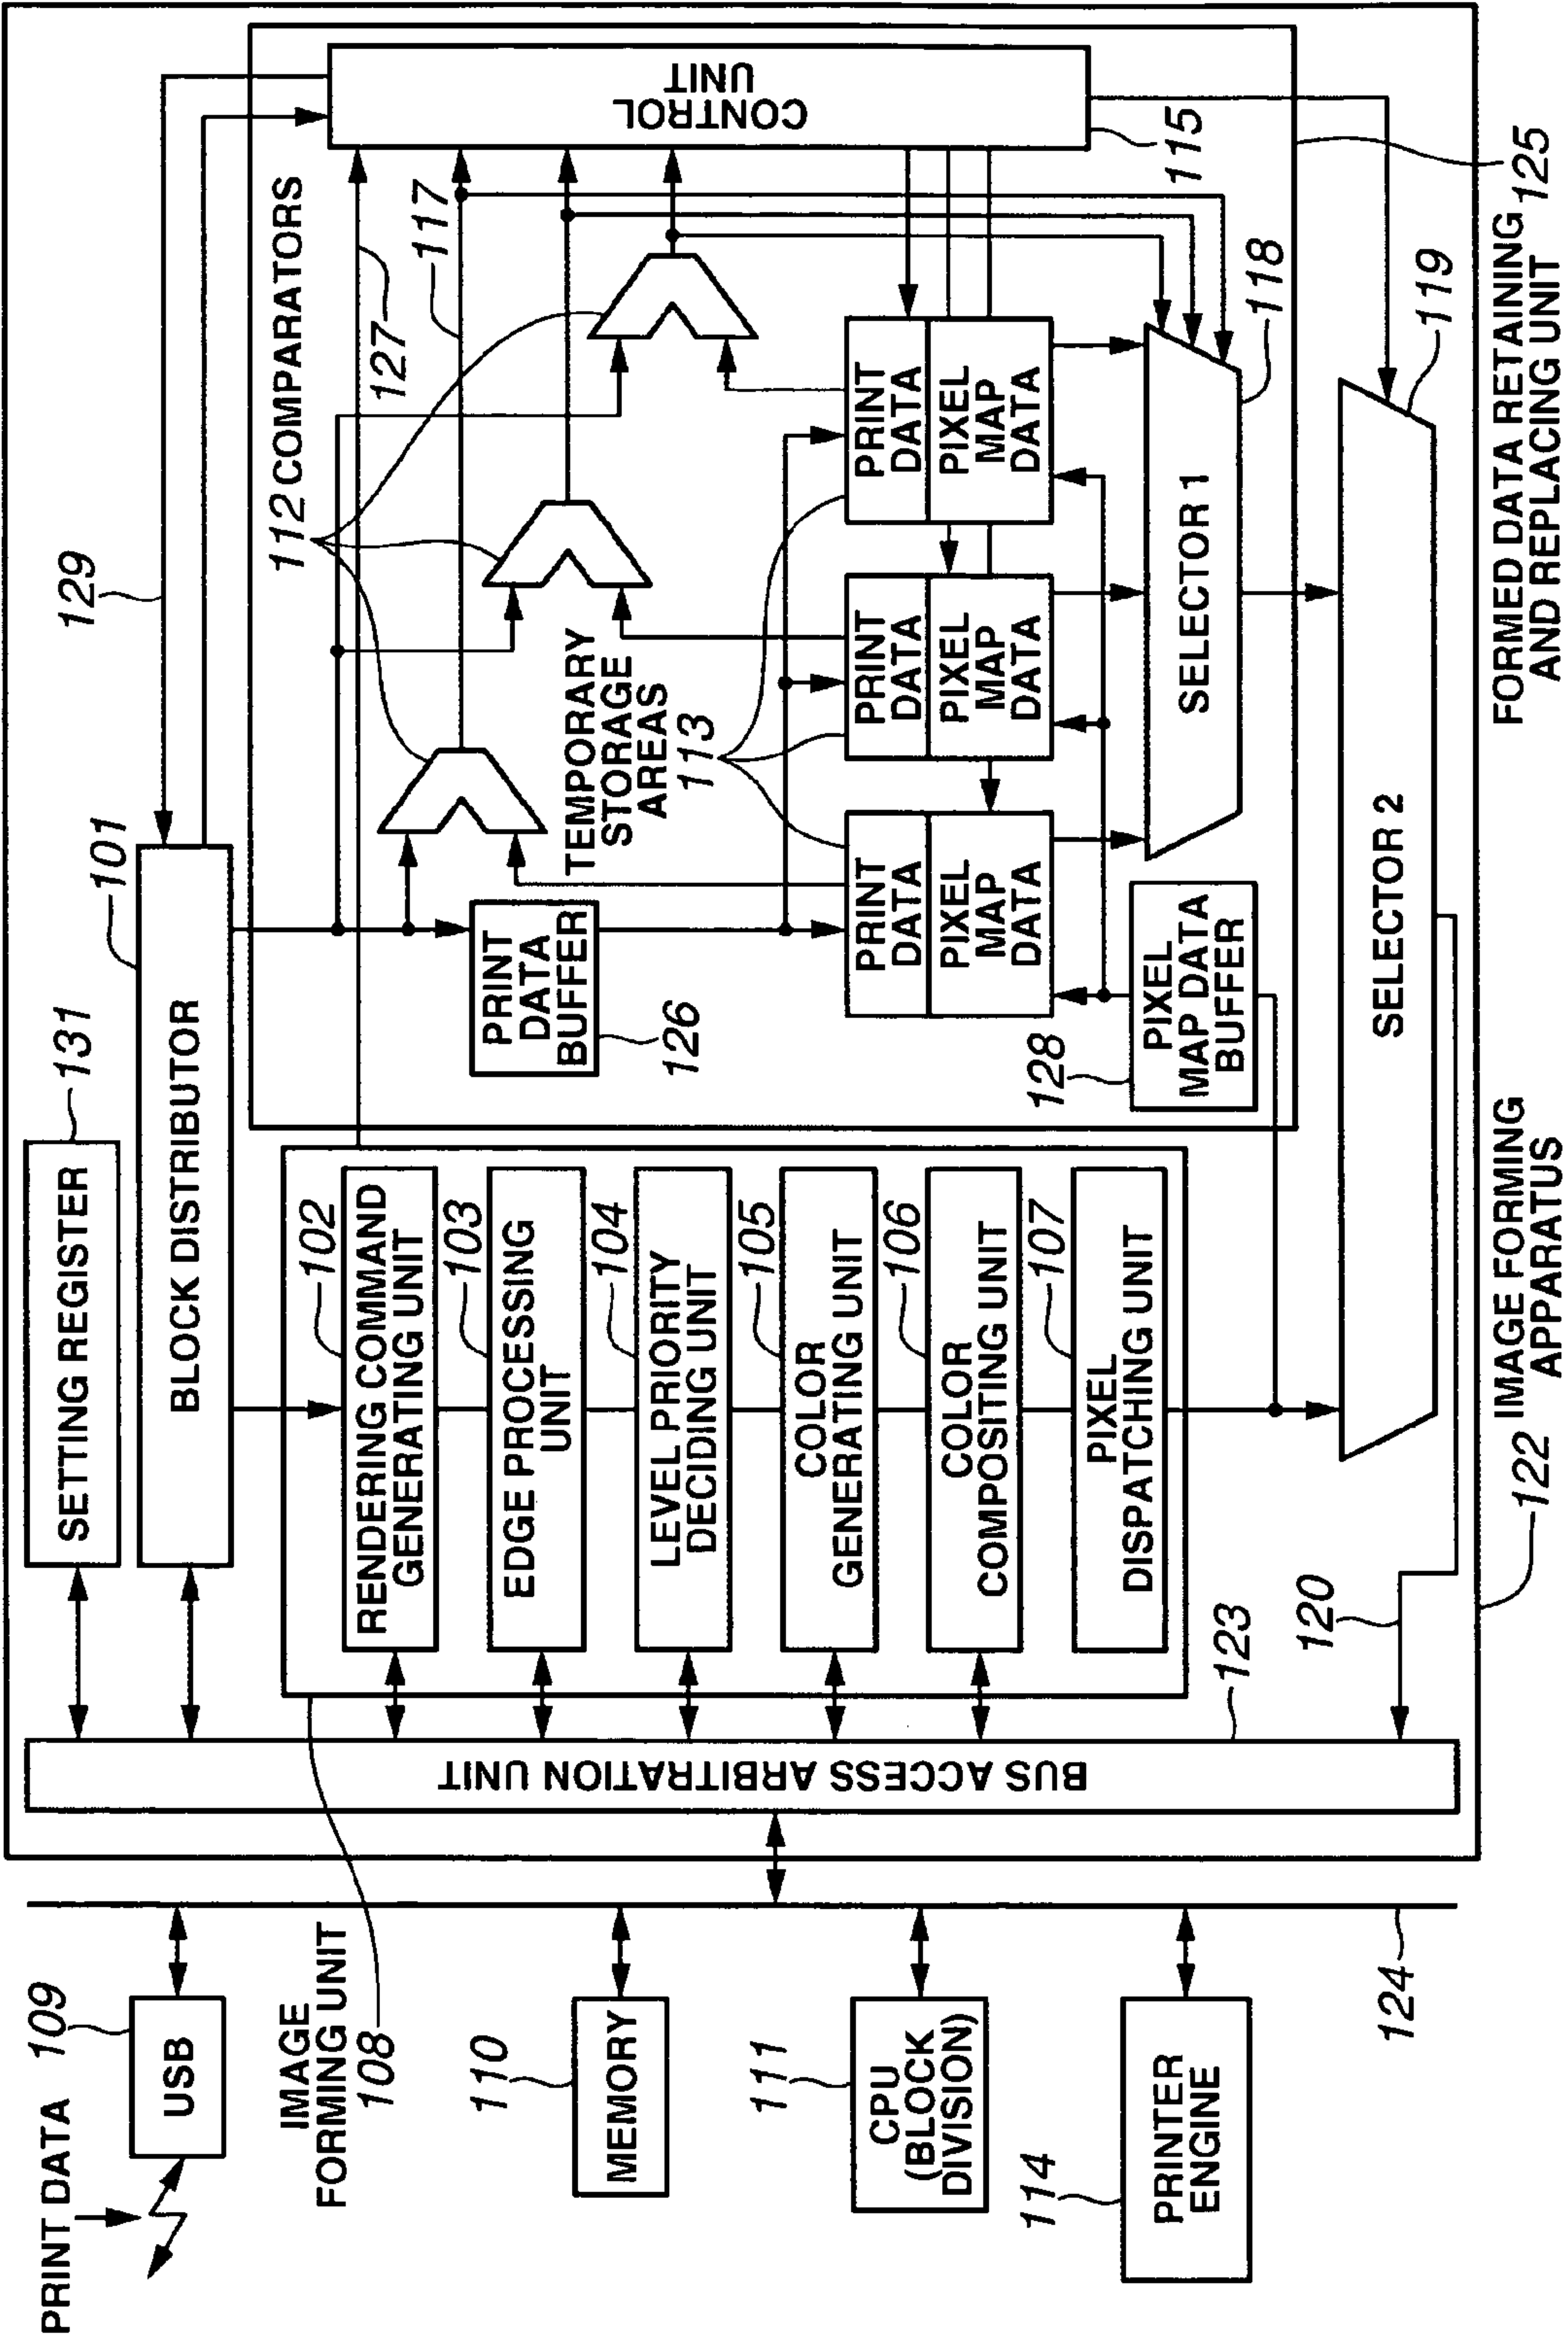 PRINT DATA
109
USB
IMAGE
FORMING UNIT
108
110
MEMORY
111
CPU
(BLOCK
DIVISION)
114
PRINTER
ENGINE
124
BUS ACCESS ARBITRATION UNIT
123
120
122 IMAGE FORMING
APPARATUS
SETTING REGISTER
131
BLOCK DISTRIBUTOR
101
129
RENDERING COMMAND
GENERATING UNIT
102
EDGE PROCESSING
UNIT
103
LEVEL PRIORITY
DECIDING UNIT
104
COLOR
GENERATING UNIT
105
COLOR
COMPOSITING UNIT
106
PIXEL
DISPATCHING UNIT
107
PRINT
DATA
BUFFER
126
112 COMPARATORS
127
117
CONTROL
UNIT
115
TEMPORARY
STORAGE
AREAS
113
PRINT
DATA
PIXEL
MAP
DATA
PRINT
DATA
PIXEL
MAP
DATA
PRINT
DATA
PIXEL
MAP
DATA
128
PIXEL
MAP DATA
BUFFER
SELECTOR 1
118
SELECTOR 2
119
FORMED DATA RETAINING
AND REPLACING UNIT
125